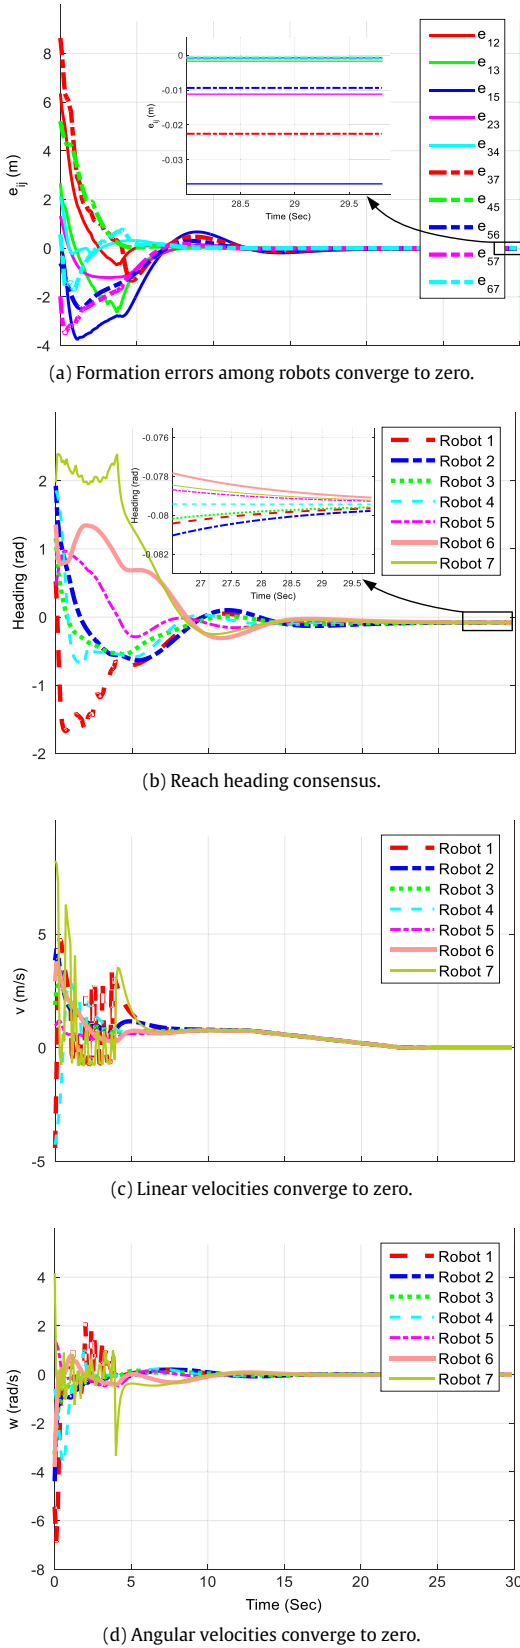 8
6
4
2
0
-2
-4
e_ij (m)
0
-0.01
-0.02
-0.03
e_ij (m)
28.5
29
29.5
Time (Sec)
e_12
e_13
e_15
e_23
e_34
e_37
e_45
e_56
e_57
e_67
(a) Formation errors among robots converge to zero.
2
1
0
-1
-2
Heading (rad)
-0.076
-0.078
-0.08
-0.082
Heading (rad)
27
27.5
28
28.5
29
29.5
Time (Sec)
Robot 1
Robot 2
Robot 3
Robot 4
Robot 5
Robot 6
Robot 7
(b) Reach heading consensus.
5
0
-5
v (m/s)
Robot 1
Robot 2
Robot 3
Robot 4
Robot 5
Robot 6
Robot 7
(c) Linear velocities converge to zero.
4
2
0
-2
-4
-6
-8
w (rad/s)
Robot 1
Robot 2
Robot 3
Robot 4
Robot 5
Robot 6
Robot 7
0 5 10 15 20 25 30
Time (Sec)
(d) Angular velocities converge to zero.